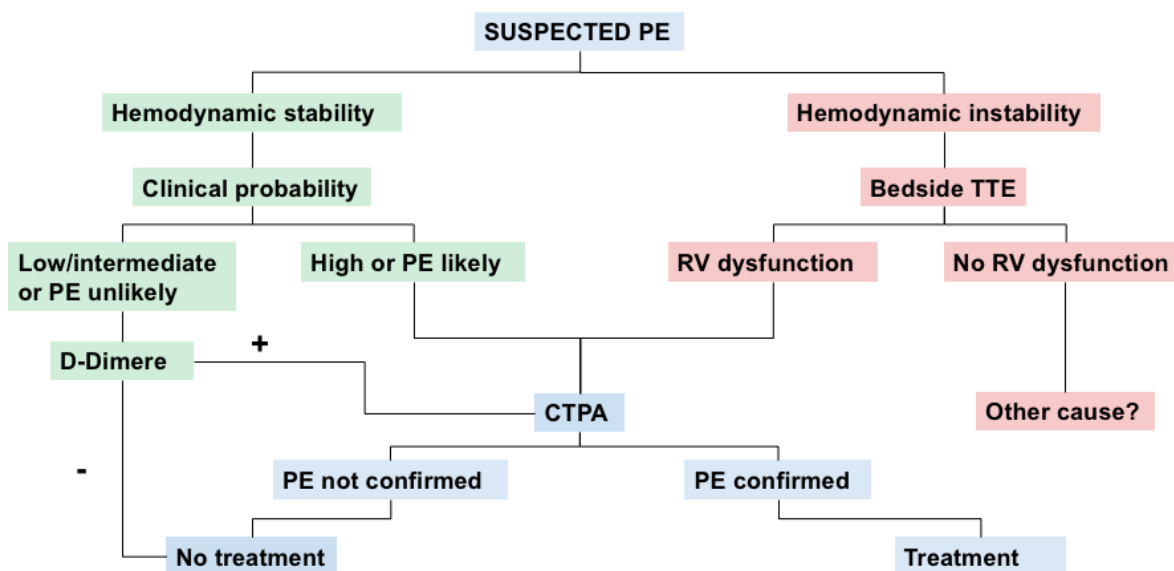 SUSPECTED PE
Hemodynamic stability
Hemodynamic instability
Clinical probability
Bedside TTE
Low/intermediate
or PE unlikely
High or PE likely
RV dysfunction
No RV dysfunction
D-Dimere
+
CTPA
Other cause?
-
PE not confirmed
PE confirmed
No treatment
Treatment